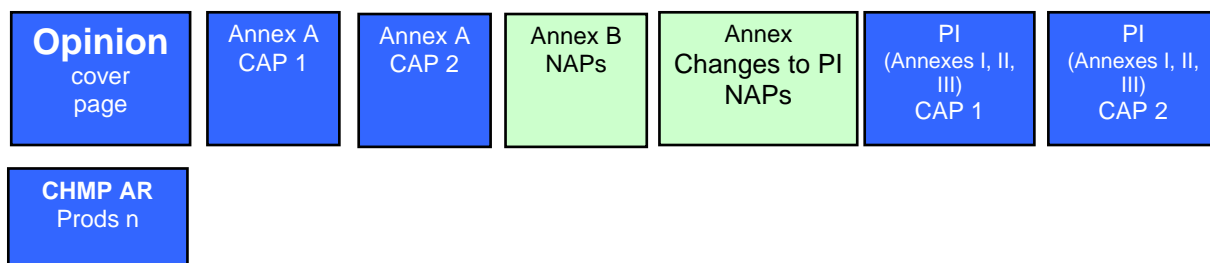 Opinion
cover
page
Annex A
CAP 1
Annex A
CAP 2
Annex B
NAPs
Annex
Changes to PI
NAPs
PI
(Annexes I, II,
III)
CAP 1
PI
(Annexes I, II,
III)
CAP 2
CHMP AR
Prods n